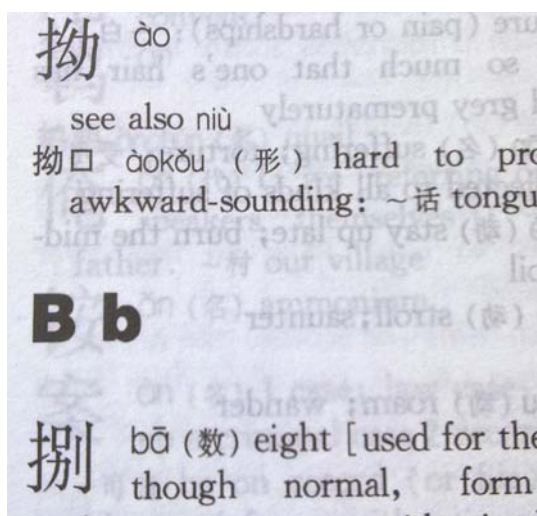 拗 ào
see also niù
拗口 àokǒu (形) hard to pro
awkward-sounding: ~话 tongu
B b
捌 bā (数) eight [used for the
though normal, form